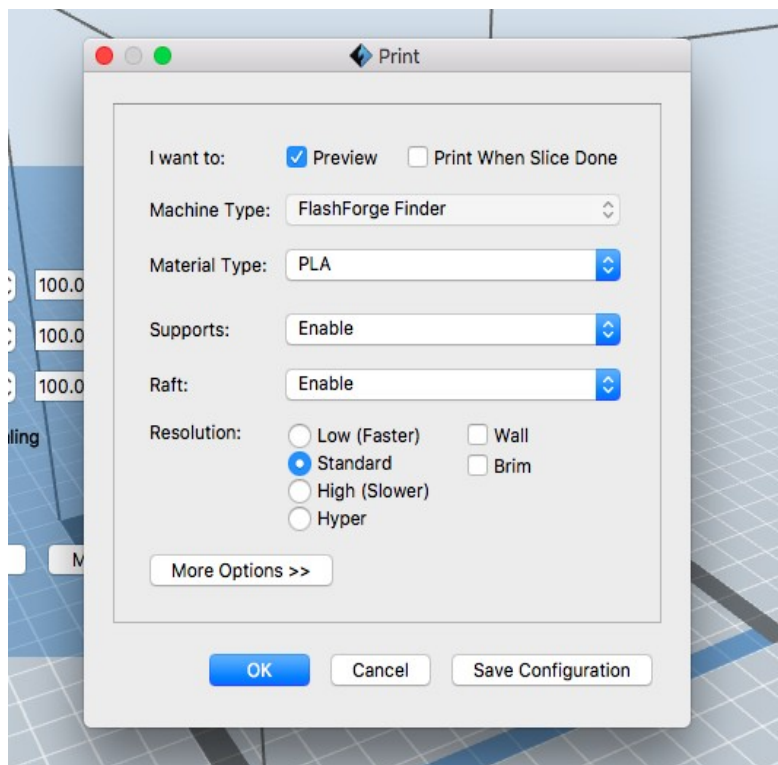 Print
I want to: Preview Print When Slice Done
Machine Type: FlashForge Finder
Material Type: PLA
100.0
Supports: Enable
100.0
Raft: Enable
100.0
Resolution: Low (Faster) Wall
ling
Standard Brim
High (Slower)
Hyper
M
More Options >>
OK Cancel Save Configuration